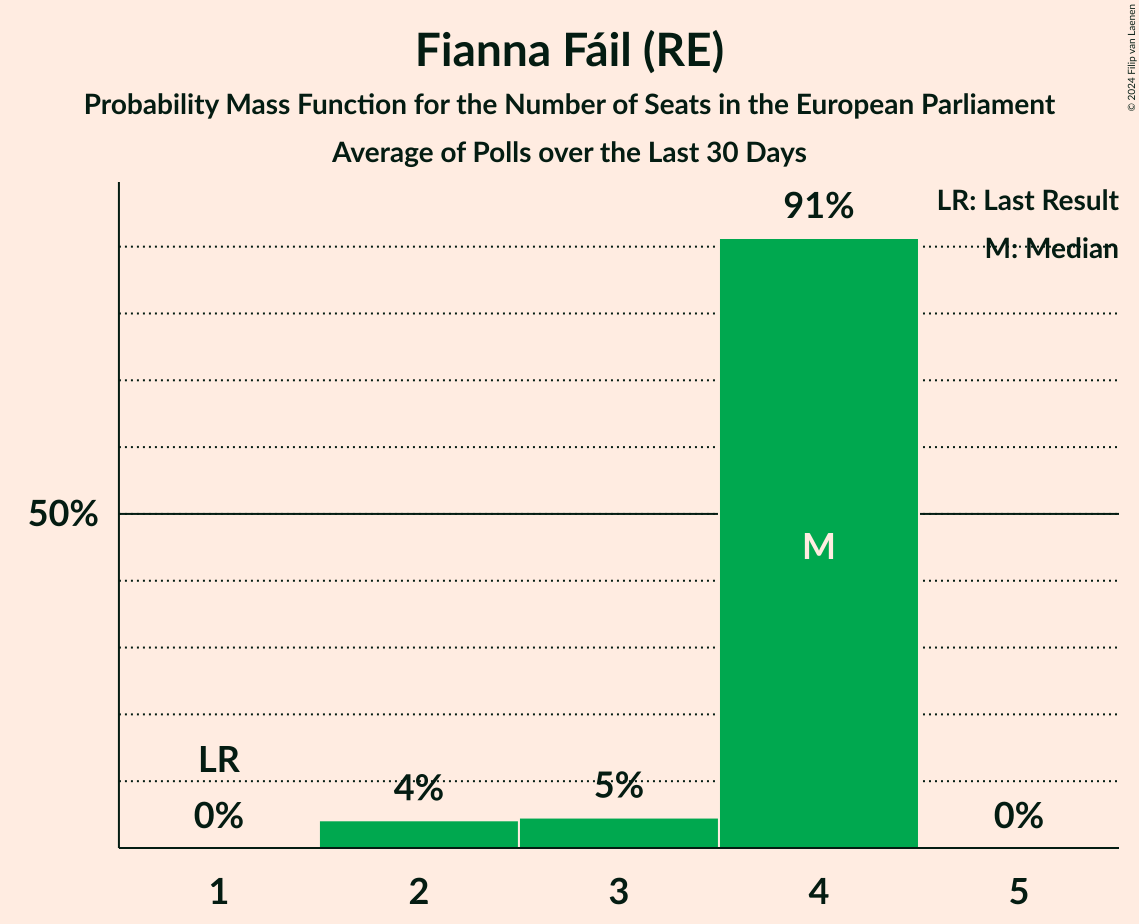 Fianna Fáil (RE)
Probability Mass Function for the Number of Seats in the European Parliament
Average of Polls over the Last 30 Days
© 2024 Filip van Laenen
91%
LR: Last Result
M: Median
50%
M
LR
0%
4%
5%
0%
1 2 3 4 5